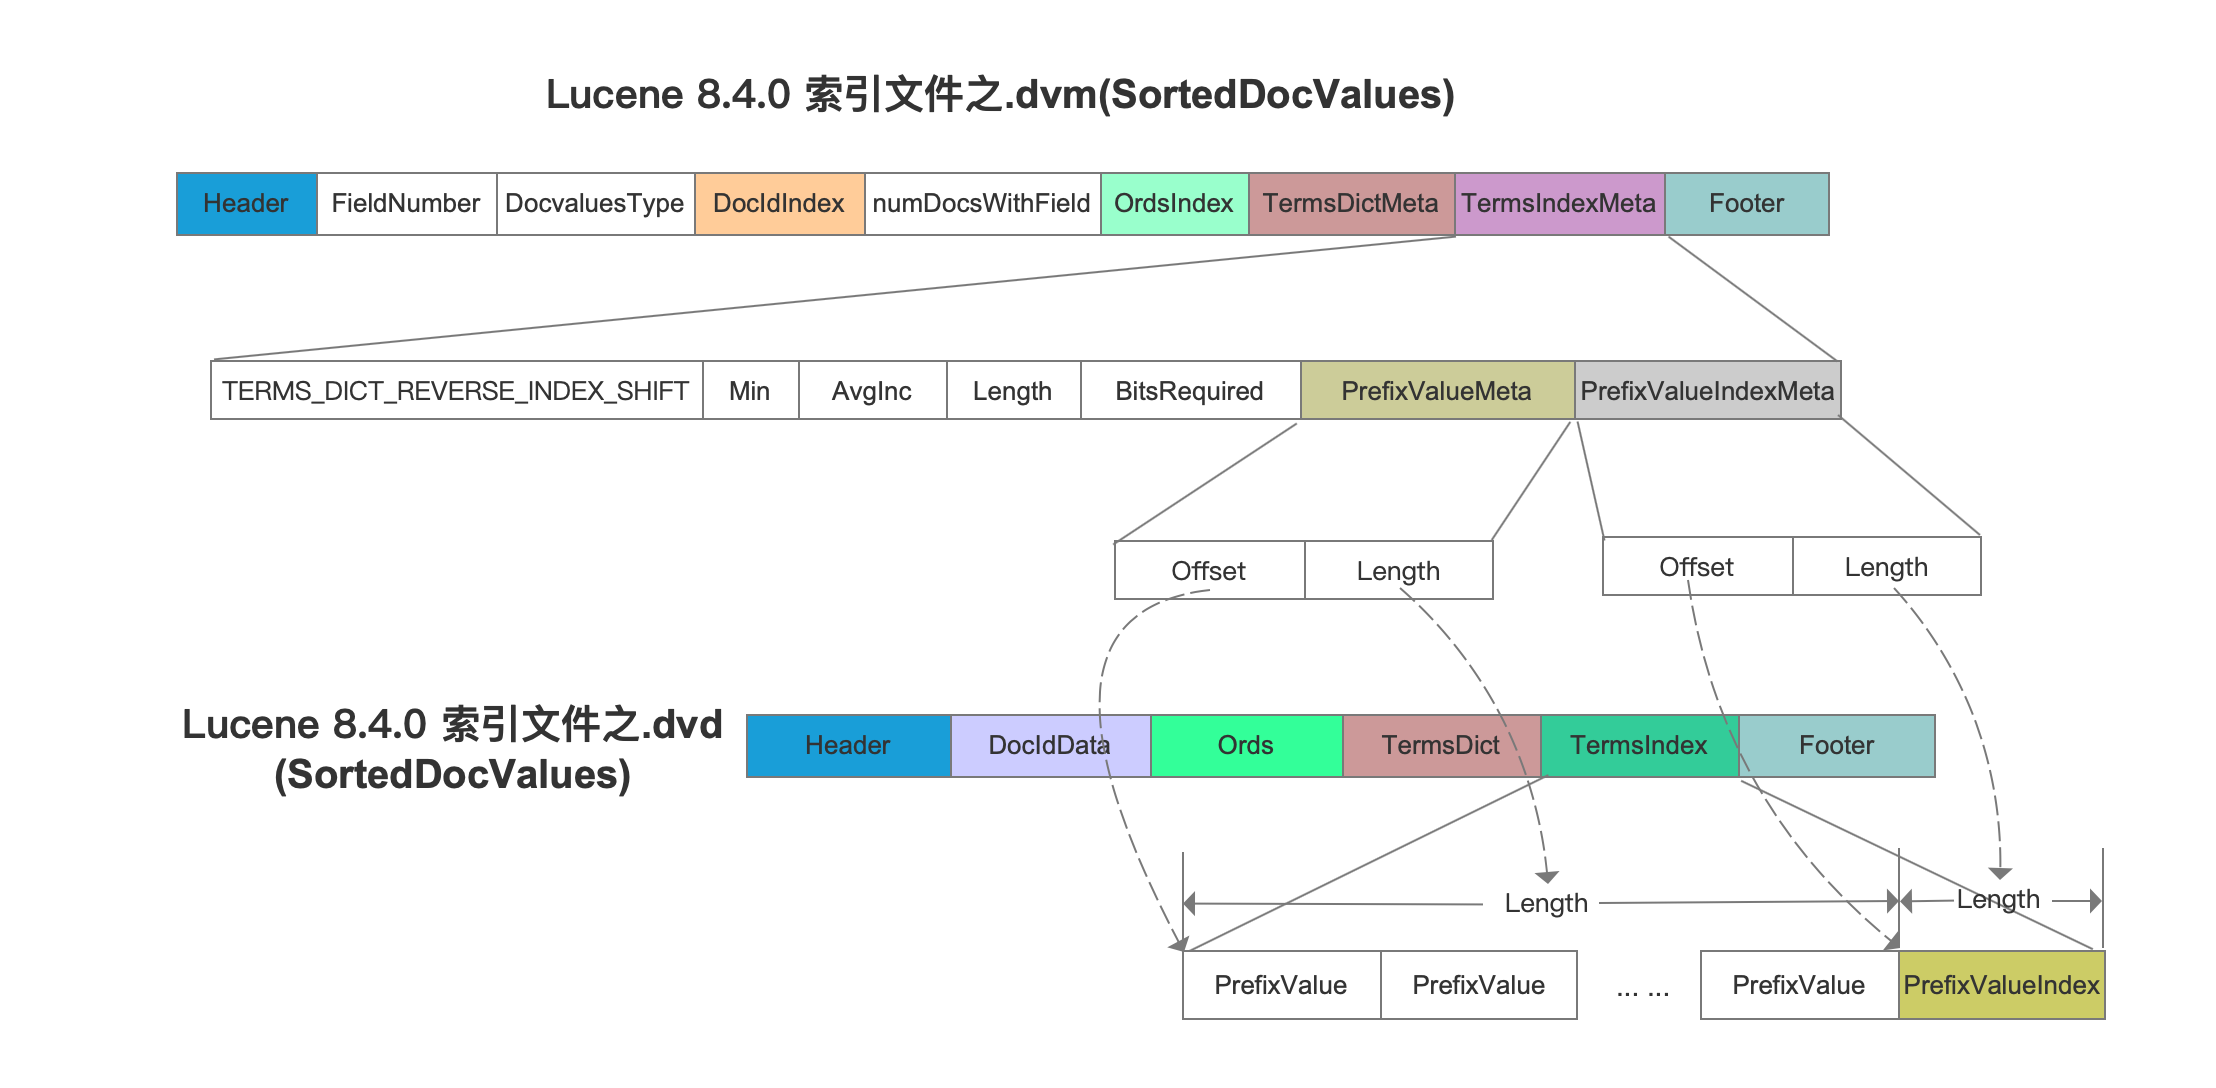 Lucene 8.4.0 索引文件之.dvm(SortedDocValues)
Header FieldNumber DocvaluesType DocIdIndex numDocsWithField OrdsIndex TermsDictMeta TermsIndexMeta Footer
TERMS_DICT_REVERSE_INDEX_SHIFT Min AvgInc Length BitsRequired PrefixValueMeta PrefixValueIndexMeta
Offset Length Offset Length
Lucene 8.4.0 索引文件之.dvd
(SortedDocValues)
Header DocIdData Ords TermsDict TermsIndex Footer
Length Length
PrefixValue PrefixValue ... ... PrefixValue PrefixValueIndex